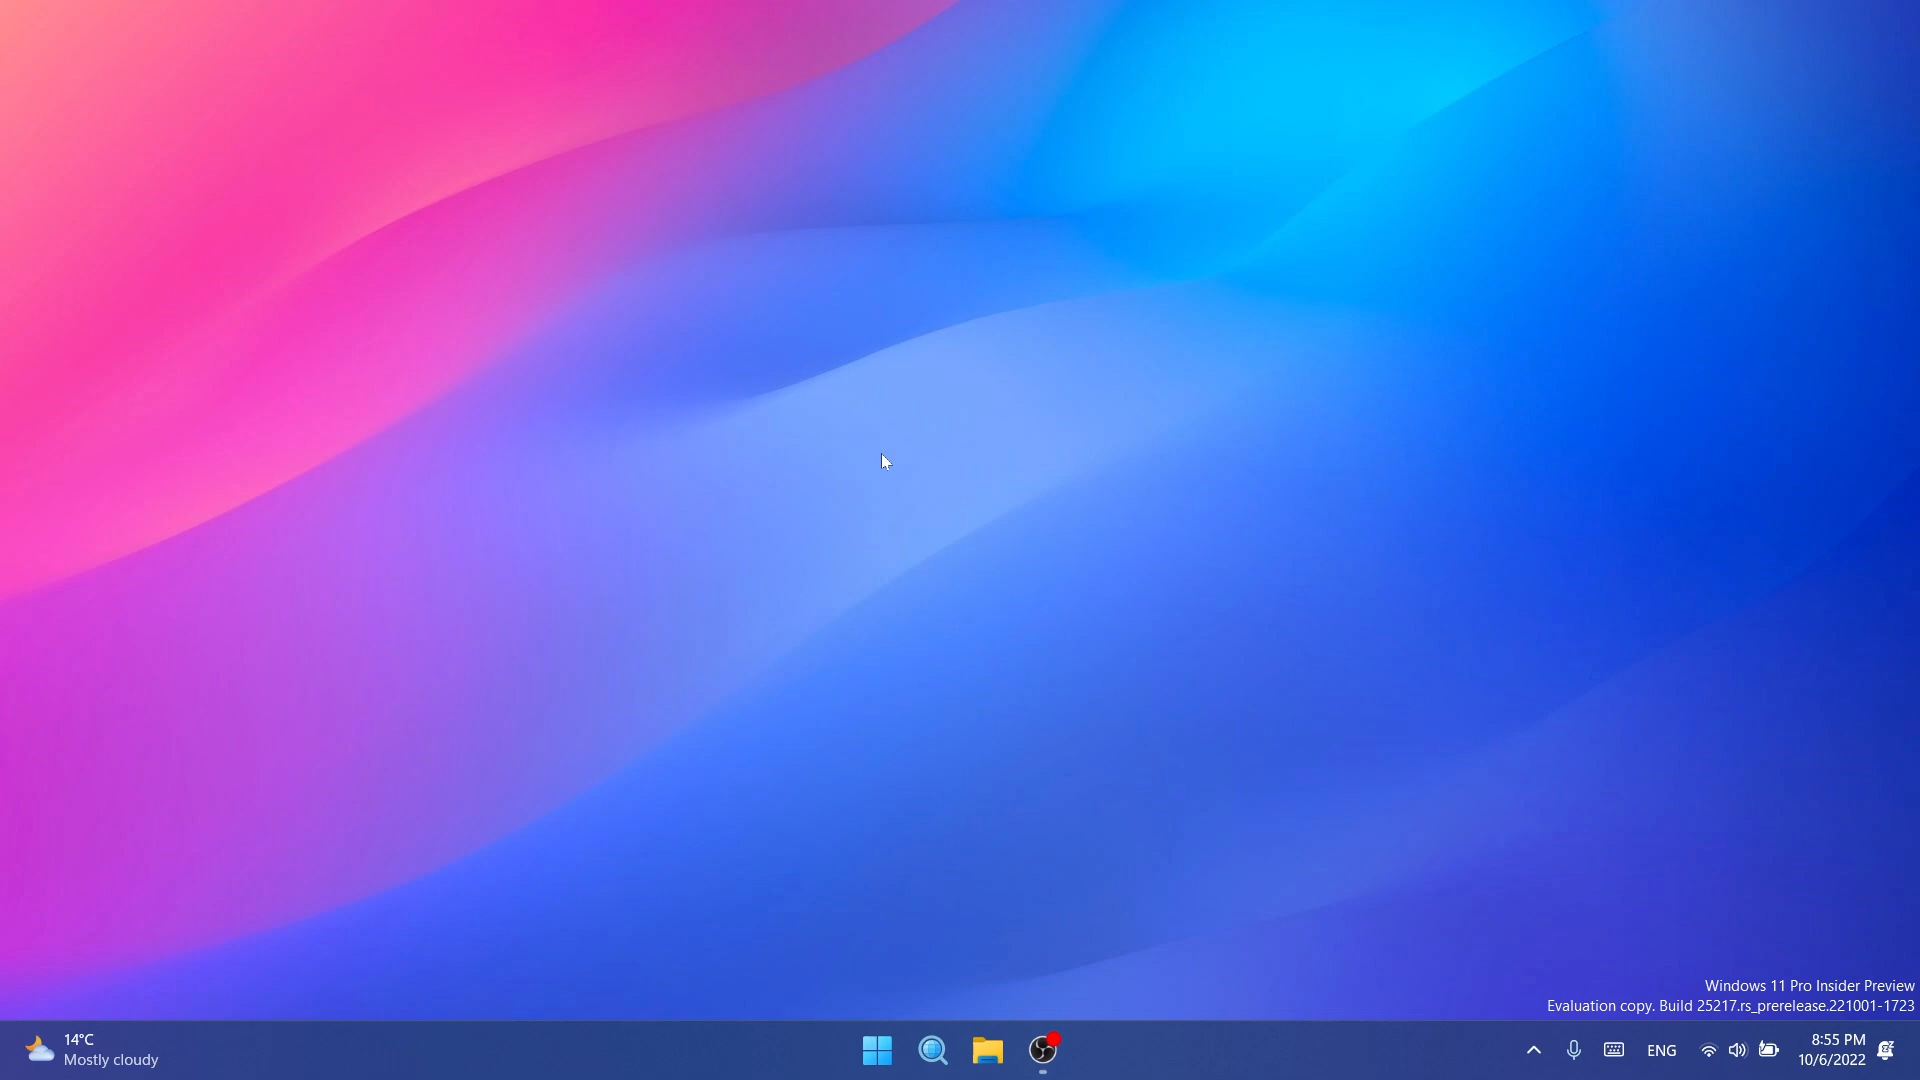 Windows 11 Pro Insider Preview
Evaluation copy. Build 25217.rs_prerelease.221001-1723
14°C
Mostly cloudy
ENG
8:55 PM
10/6/2022